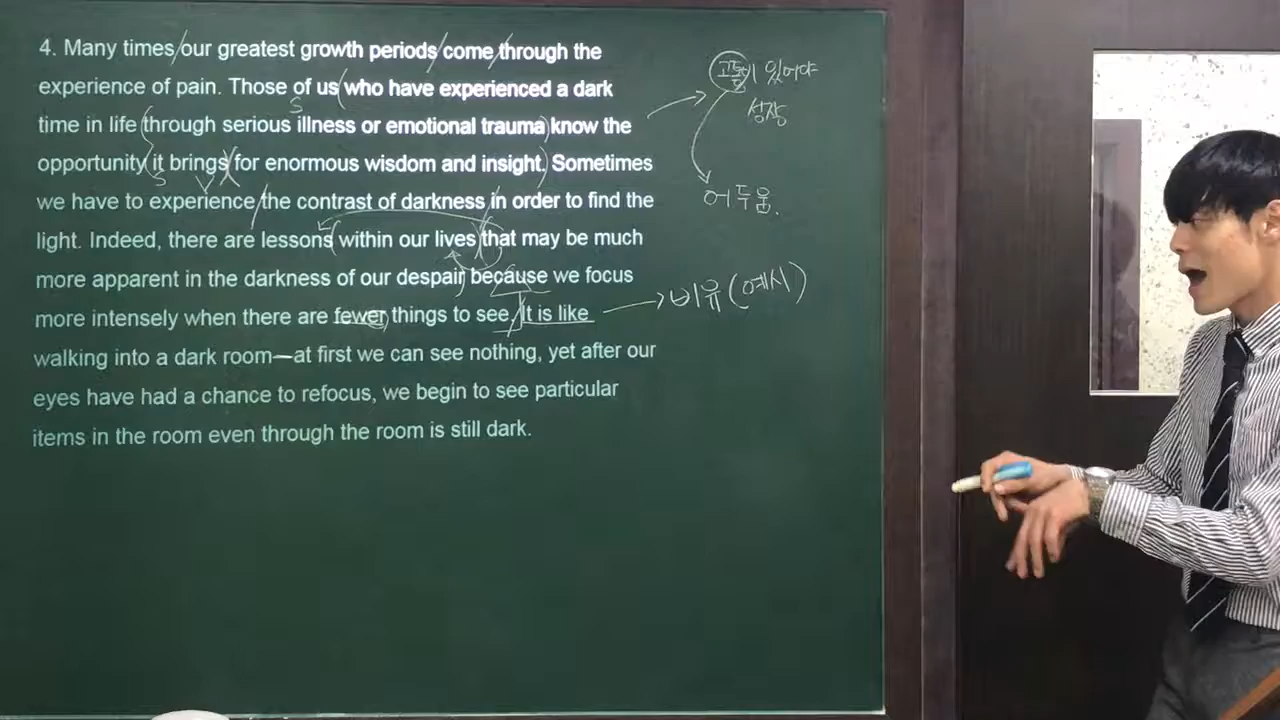 4. Many times our greatest growth periods come through the
experience of pain. Those of us who have experienced a dark
time in life through serious illness or emotional trauma know the
opportunity it brings for enormous wisdom and insight. Sometimes
we have to experience the contrast of darkness in order to find the
light. Indeed, there are lessons within our lives that may be much
more apparent in the darkness of our despair because we focus
more intensely when there are fewer things to see. It is like
walking into a dark room—at first we can see nothing, yet after our
eyes have had a chance to refocus, we begin to see particular
items in the room even through the room is still dark.
S
S
V
고통이 있어야
성장
어두움.
비유(예시)